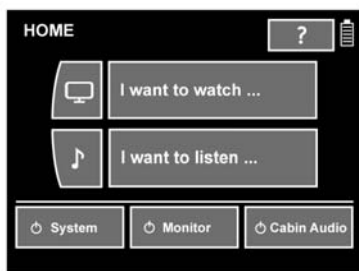 HOME
?
I want to watch ...
I want to listen ...
System
Monitor
Cabin Audio